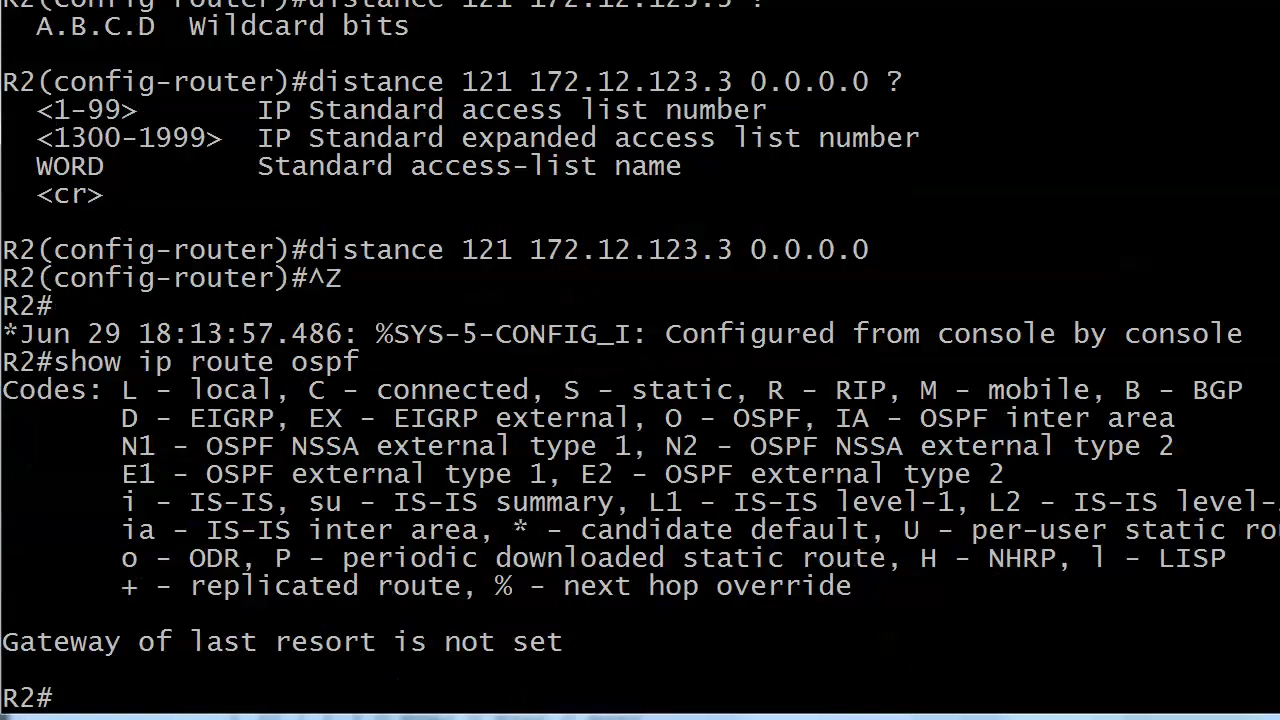 R2(config-router)#distance 121 172.12.123.3 ?
  A.B.C.D  Wildcard bits
R2(config-router)#distance 121 172.12.123.3 0.0.0.0 ?
  <1-99>       IP Standard access list number
  <1300-1999>  IP Standard expanded access list number
  WORD         Standard access-list name
  <cr>
R2(config-router)#distance 121 172.12.123.3 0.0.0.0
R2(config-router)#^Z
R2#
*Jun 29 18:13:57.486: %SYS-5-CONFIG_I: Configured from console by console
R2#show ip route ospf
Codes: L - local, C - connected, S - static, R - RIP, M - mobile, B - BGP
       D - EIGRP, EX - EIGRP external, O - OSPF, IA - OSPF inter area
       N1 - OSPF NSSA external type 1, N2 - OSPF NSSA external type 2
       E1 - OSPF external type 1, E2 - OSPF external type 2
       i - IS-IS, su - IS-IS summary, L1 - IS-IS level-1, L2 - IS-IS level-
       ia - IS-IS inter area, * - candidate default, U - per-user static ro
       o - ODR, P - periodic downloaded static route, H - NHRP, l - LISP
       + - replicated route, % - next hop override
Gateway of last resort is not set
R2#